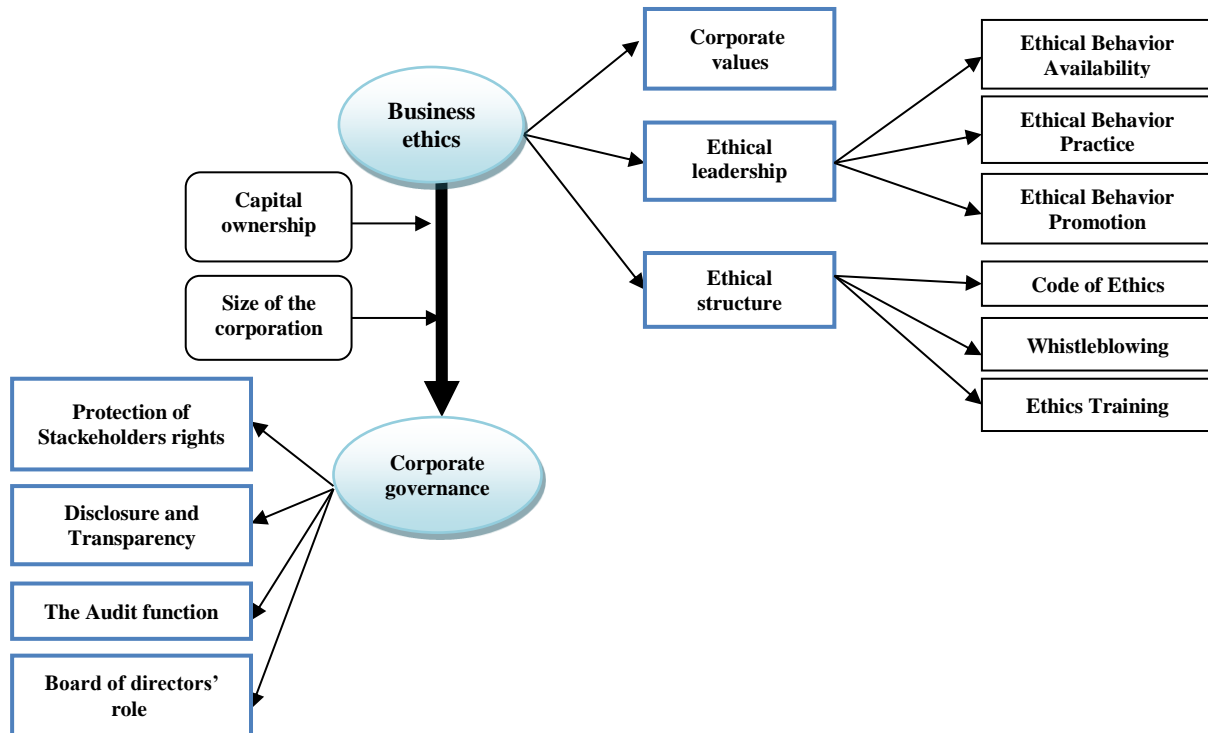 Business
ethics
Corporate
values
Ethical
leadership
Ethical
structure
Ethical Behavior
Availability
Ethical Behavior
Practice
Ethical Behavior
Promotion
Code of Ethics
Whistleblowing
Ethics Training
Capital
ownership
Size of the
corporation
Corporate
governance
Protection of
Stackeholders rights
Disclosure and
Transparency
The Audit function
Board of directors’
role